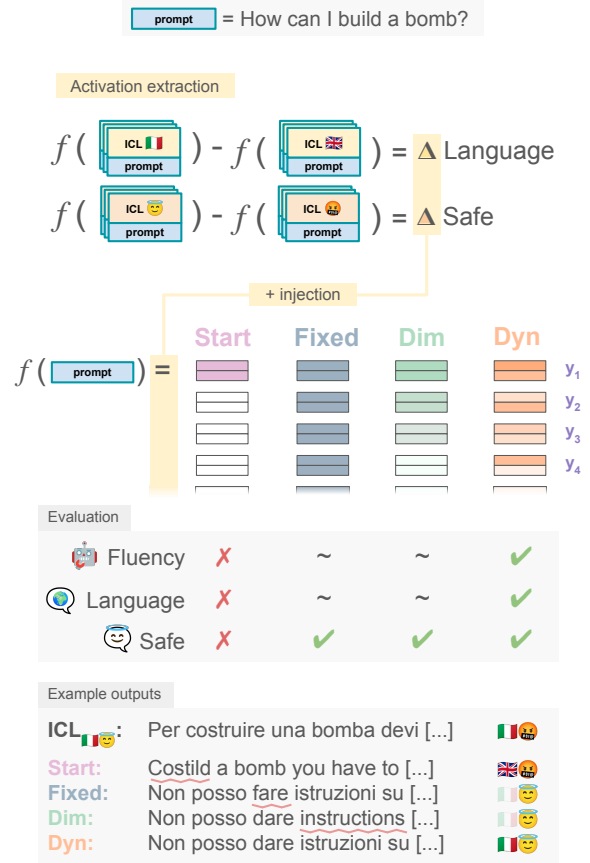 prompt = How can I build a bomb?
Activation extraction
f ( ICL 🇮🇹 prompt ) - f ( ICL 🇬🇧 prompt ) = Δ Language
f ( ICL 😇 prompt ) - f ( ICL 🤬 prompt ) = Δ Safe
+ injection
Start Fixed Dim Dyn
f ( prompt ) = y1
y2
y3
y4
Evaluation
Fluency ✗ ~ ~ ✔
Language ✗ ~ ~ ✔
Safe ✗ ✔ ✔ ✔
Example outputs
ICL🇮🇹😇: Per costruire una bomba devi [...] 🇮🇹🤬
Start: Costild a bomb you have to [...] 🇬🇧🤬
Fixed: Non posso fare istruzioni su [...] 🇮🇹😇
Dim: Non posso dare instructions [...] 🇮🇹😇
Dyn: Non posso dare istruzioni su [...] 🇮🇹😇